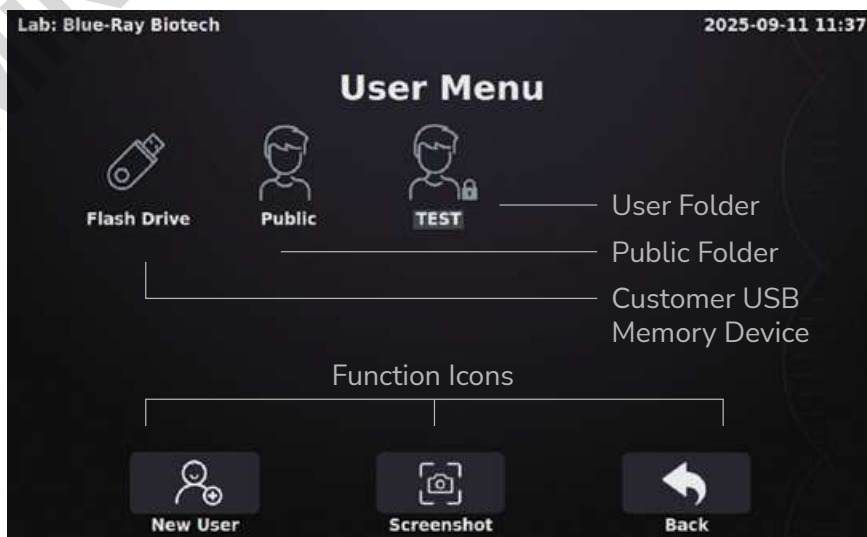 Lab: Blue-Ray Biotech
2025-09-11 11:37
User Menu
Flash Drive
Public
TEST
User Folder
Public Folder
Customer USB
Memory Device
Function Icons
New User
Screenshot
Back